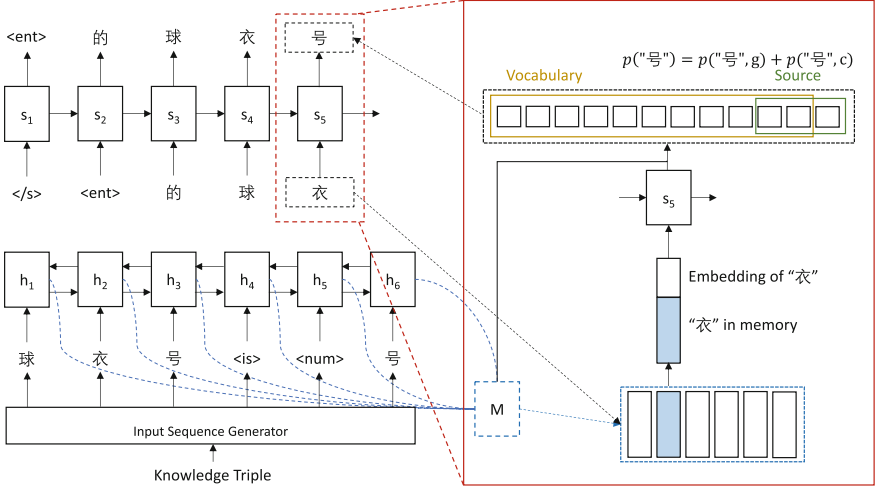 <ent> 的 球 衣 号
s1 s2 s3 s4 s5
</s> <ent> 的 球 衣
h1 h2 h3 h4 h5 h6
球 衣 号 <is> <num> 号
Input Sequence Generator
Knowledge Triple
M
p("号") = p("号",g) + p("号",c)
Vocabulary Source
s5
Embedding of “衣”
“衣” in memory